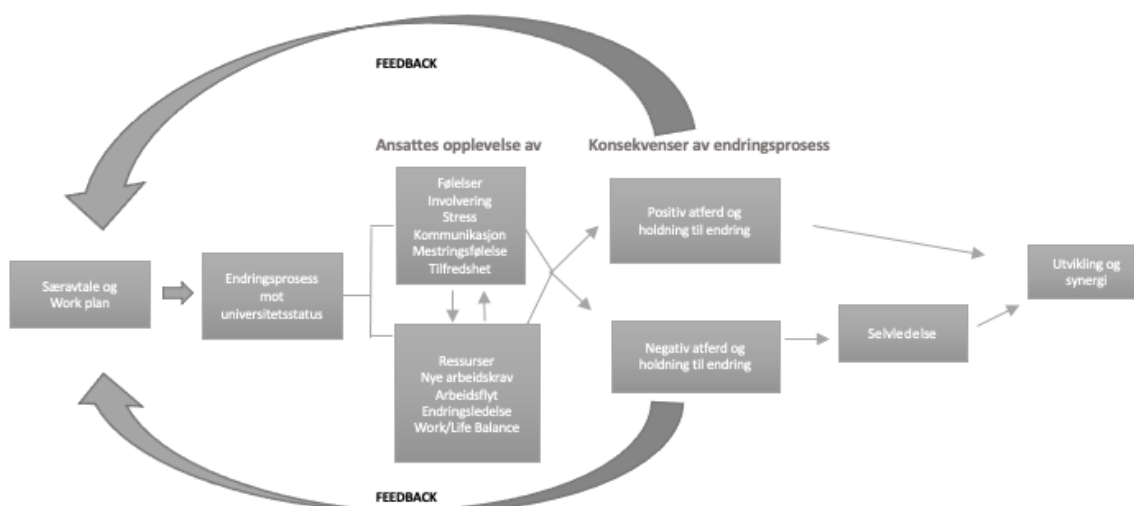 FEEDBACK
Ansattes opplevelse av
Konsekvenser av endringsprosess
Særavtale og
Work plan
Endringsprosess
mot
universitetsstatus
Følelser
Involvering
Stress
Kommunikasjon
Mestringsfølelse
Tilfredshet
Ressurser
Nye arbeidskrav
Arbeidsflyt
Endringsledelse
Work/Life Balance
Positiv atferd og
holdning til endring
Negativ atferd og
holdning til endring
Selvledelse
Utvikling og
synergi
FEEDBACK